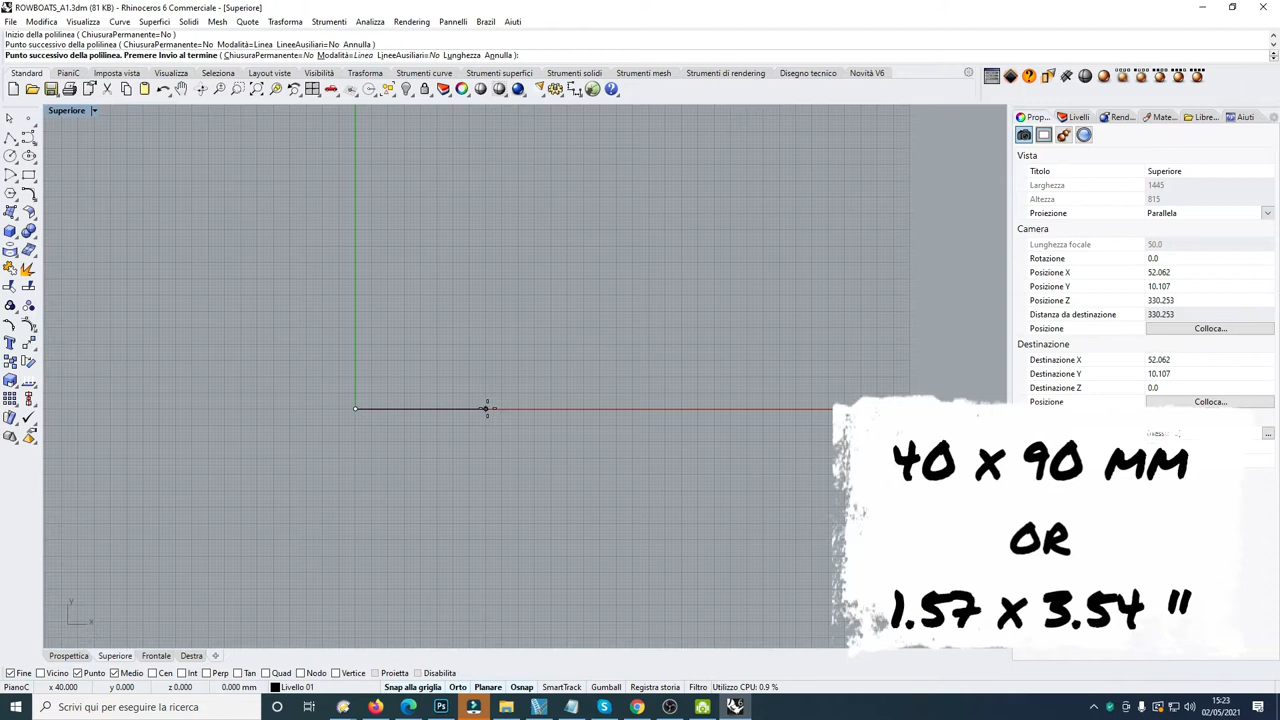 ROWBOATS_A1.3dm (81 KB) - Rhinoceros 6 Commerciale - [Superiore]
File Modifica Visualizza Curve Superfici Solidi Mesh Quote Trasforma Strumenti Analizza Rendering Pannelli Brazil Aiuti
Inizio della polilinea ( ChiusuraPermanente=No )
Punto successivo della polilinea ( ChiusuraPermanente=No Modalità=Linea LineeAusiliari=No Annulla )
Punto successivo della polilinea. Premere Invio al termine ( ChiusuraPermanente=No Modalità=Linea LineeAusiliari=No Lunghezza Annulla ):
Standard PianiC Imposta vista Visualizza Selezione Layout viste Visibilità Trasforma Strumenti curve Strumenti superfici Strumenti solidi Strumenti mesh Strumenti di rendering Disegno tecnico Novità V6
Superiore
Prop... Livelli Rend... Mate... Libre... Aiuti
Vista
Titolo Superiore
Larghezza 1445
Altezza 815
Proiezione Parallela
Camera
Lunghezza focale 50.0
Rotazione 0.0
Posizione X 52.062
Posizione Y 10.107
Posizione Z 330.253
Distanza da destinazione 330.253
Posizione Colloca...
Destinazione
Destinazione X 52.062
Destinazione Y 10.107
Destinazione Z 0.0
Posizione Colloca...
40 x 90 mm
or
1.57 x 3.54 "
y
x
Prospettica Superiore Frontale Destra
Fine Vicino Punto Medio Cen Int Perp Tan Quad Nodo Vertice Proietta Disabilita
PianoC x 40.000 y 0.000 z 0.000 0.000 mm Livello 01 Snap alla griglia Orto Planare Osnap SmartTrack Gumball Registra storia Filtro Utilizzo CPU: 0.9 %
Scrivi qui per eseguire la ricerca
15:23
02/05/2021